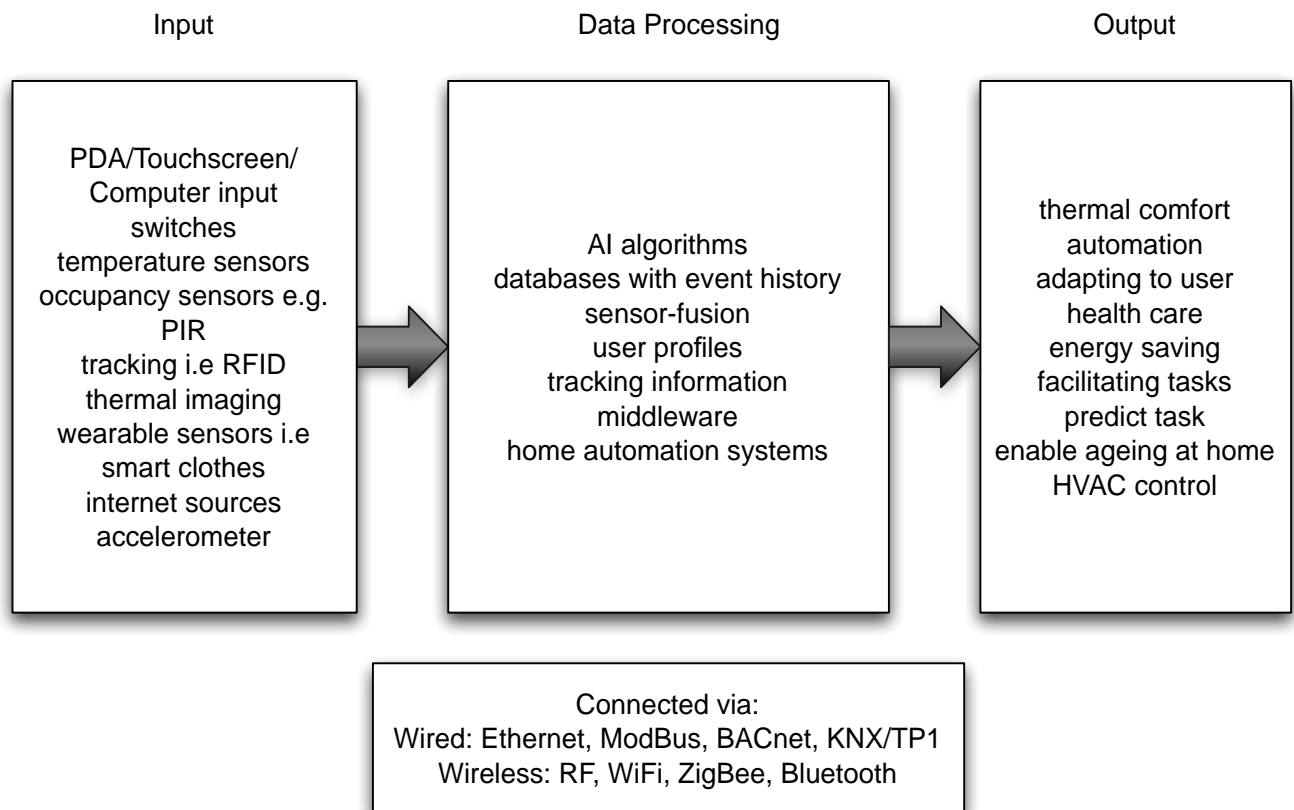 Input
Data Processing
Output
PDA/Touchscreen/
Computer input
switches
temperature sensors
occupancy sensors e.g.
PIR
tracking i.e RFID
thermal imaging
wearable sensors i.e
smart clothes
internet sources
accelerometer
AI algorithms
databases with event history
sensor-fusion
user profiles
tracking information
middleware
home automation systems
thermal comfort
automation
adapting to user
health care
energy saving
facilitating tasks
predict task
enable ageing at home
HVAC control
Connected via:
Wired: Ethernet, ModBus, BACnet, KNX/TP1
Wireless: RF, WiFi, ZigBee, Bluetooth